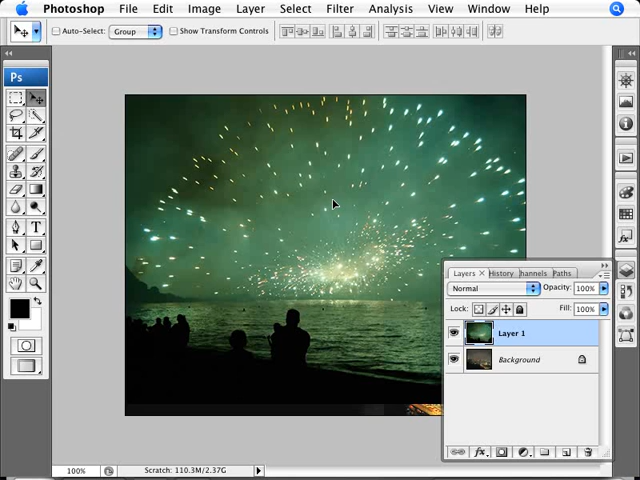 Photoshop File Edit Image Layer Select Filter Analysis View Window Help
Auto-Select: Group Show Transform Controls
Ps
Layers × History hannels Paths
Normal Opacity: 100%
Lock: Fill: 100%
Layer 1
Background
fx
100% Scratch: 110.3M/2.37G